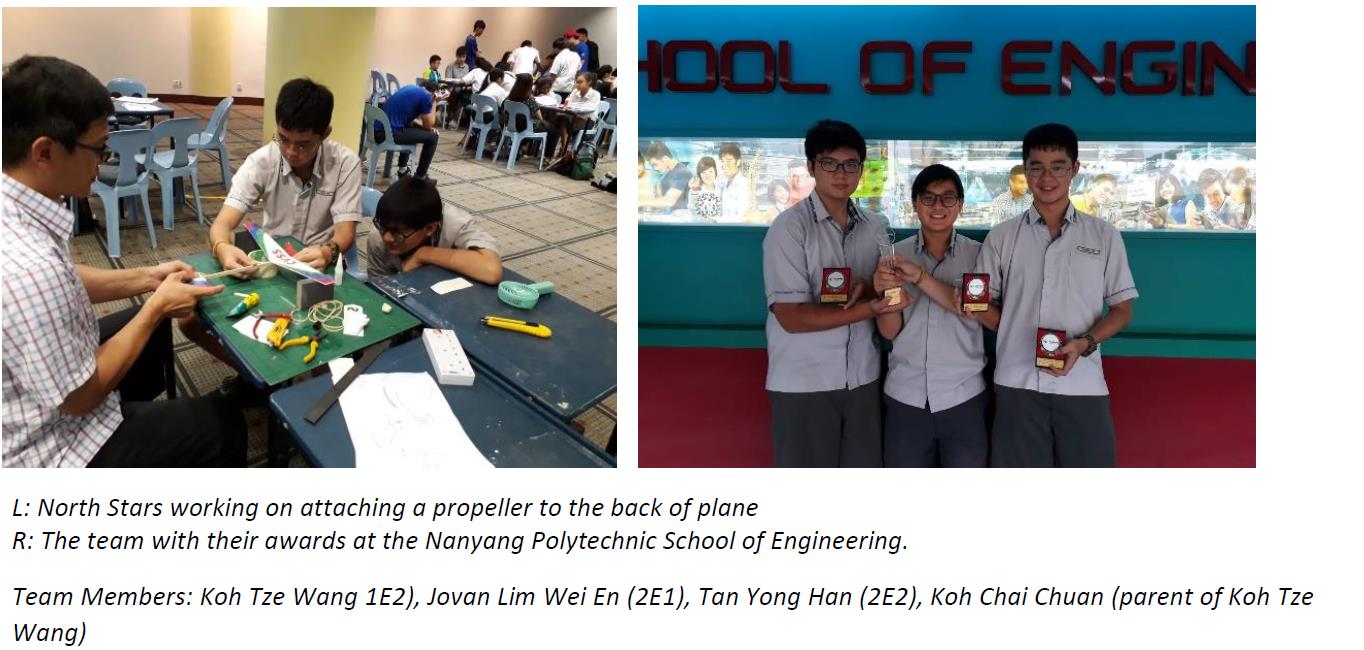 HOOL OF ENGIN
L: North Stars working on attaching a propeller to the back of plane
R: The team with their awards at the Nanyang Polytechnic School of Engineering.
Team Members: Koh Tze Wang 1E2), Jovan Lim Wei En (2E1), Tan Yong Han (2E2), Koh Chai Chuan (parent of Koh Tze
Wang)